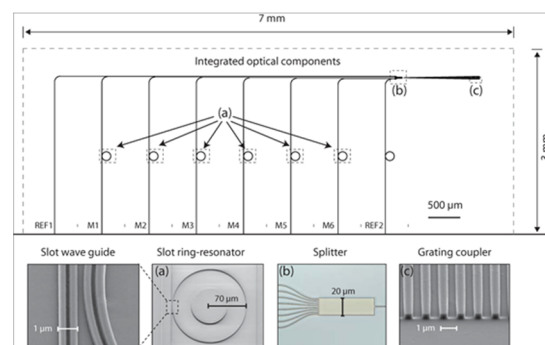 7 mm
Integrated optical components
(b)
(c)
(a)
3 mm
500 µm
REF1
M1
M2
M3
M4
M5
M6
REF2
Slot wave guide
Slot ring-resonator
Splitter
Grating coupler
(a)
(b)
(c)
20 µm
70 µm
1 µm
1 µm